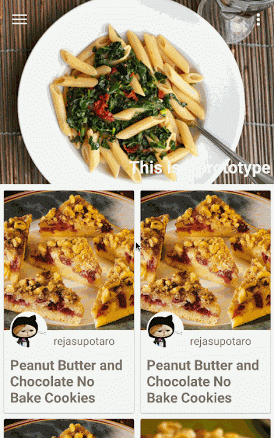 This is a prototype
rejasupotaro
rejasupotaro
Peanut Butter and
Chocolate No
Bake Cookies
Peanut Butter and
Chocolate No
Bake Cookies